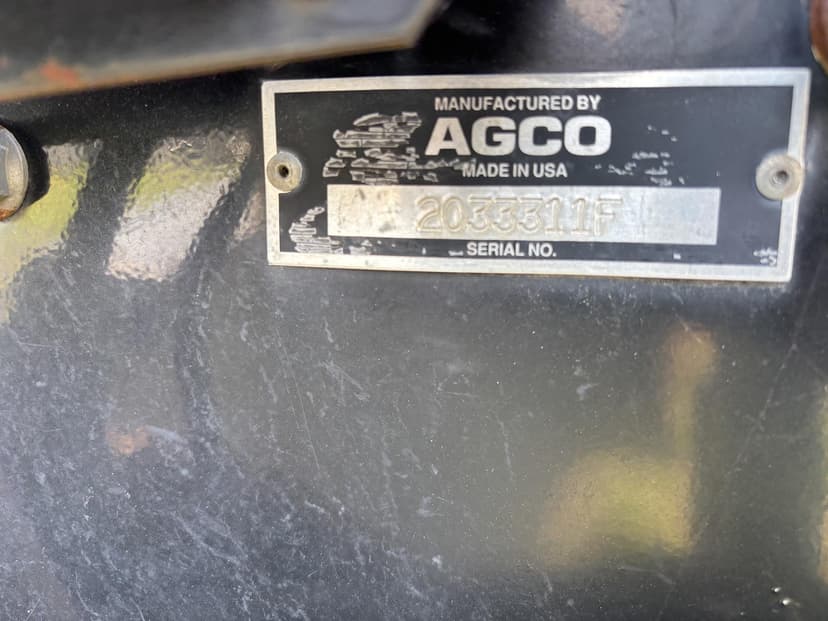 MANUFACTURED BY
AGCO
MADE IN USA
2033311F
SERIAL NO.